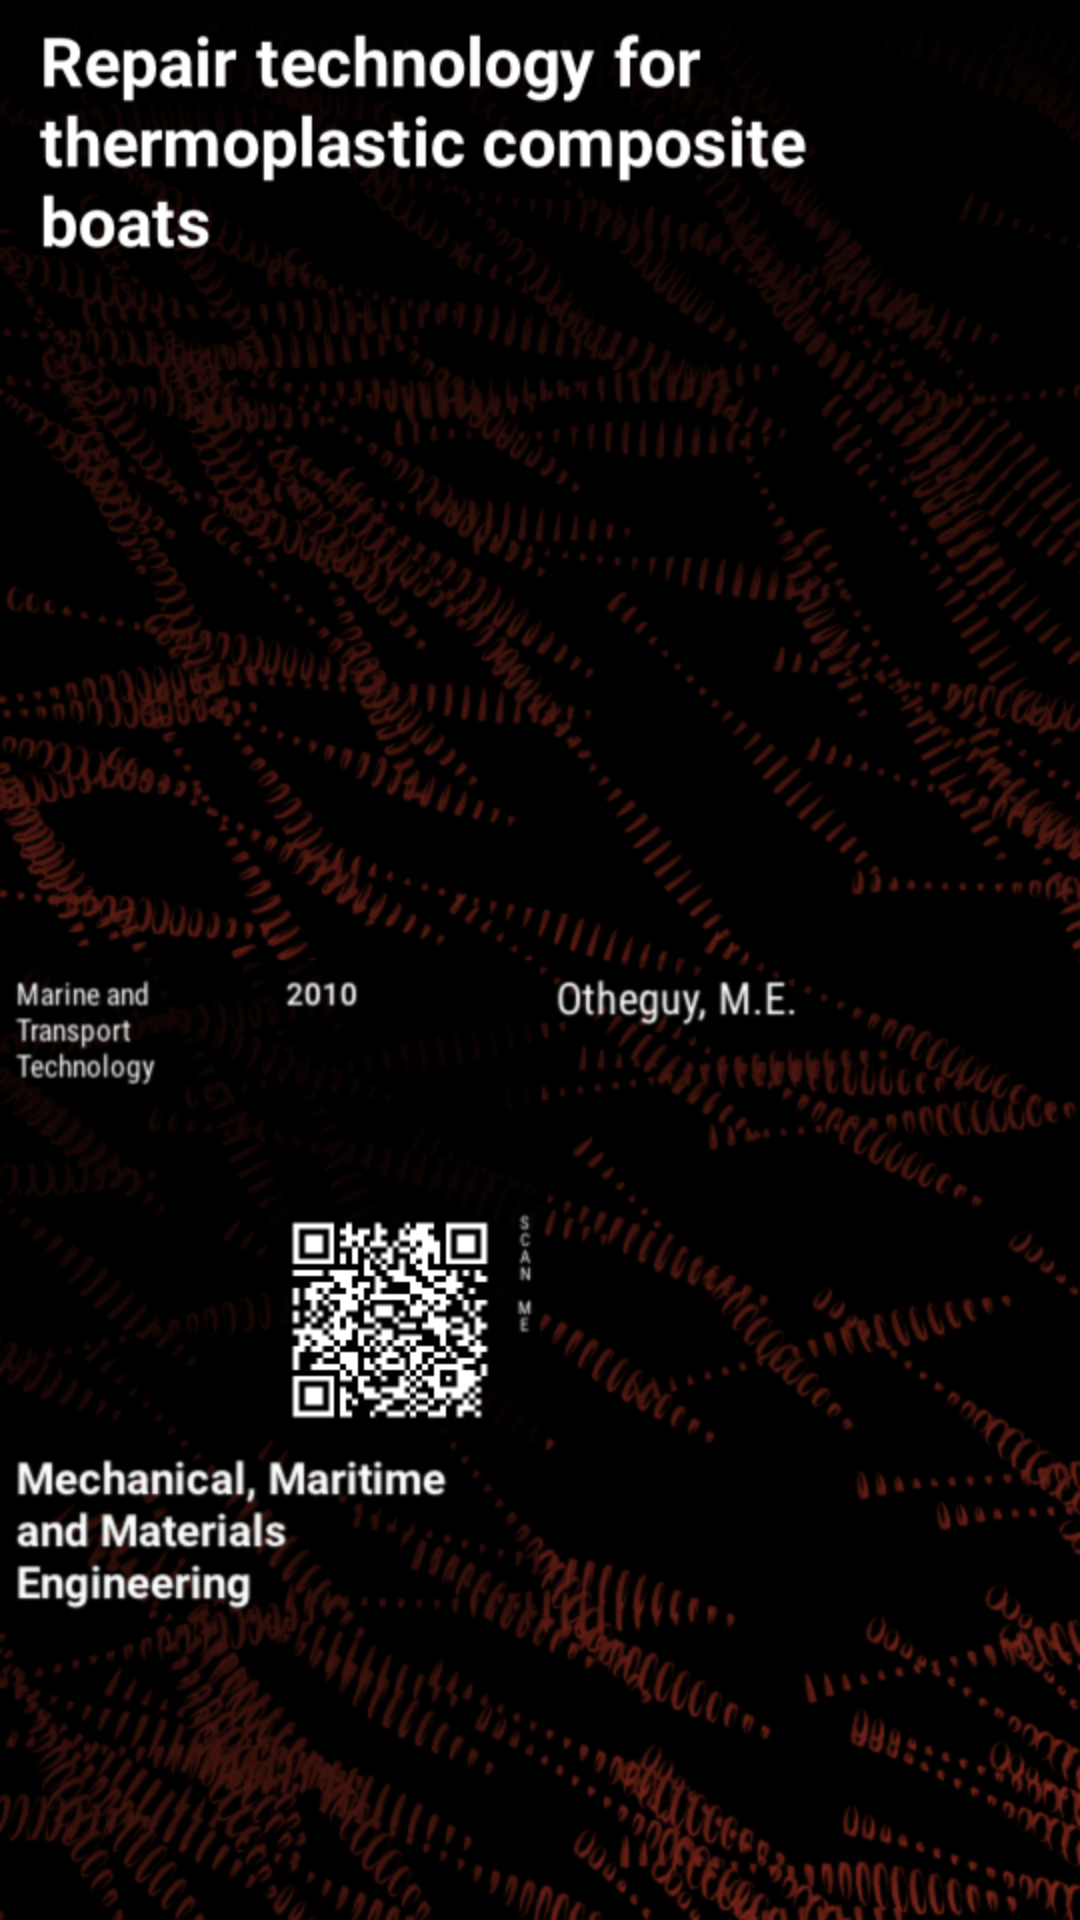 Repair technology for
thermoplastic composite
boats
Marine and
Transport
Technology
2010
Otheguy, M.E.
SCAN ME
Mechanical, Maritime
and Materials
Engineering